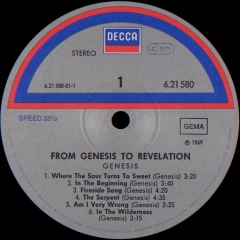 DECCA
STEREO
6.21 580-01-1
1
6.21 580
SPEED 33⅓
GEMA
℗ 1969
FROM GENESIS TO REVELATION
GENESIS
1. Where The Sour Turns To Sweet (Genesis) 3:20
2. In The Beginning (Genesis) 3:40
3. Fireside Song (Genesis) 4:20
4. The Serpent (Genesis) 4:35
5. Am I Very Wrong (Genesis) 3:25
6. In The Wilderness
(Genesis) 3:25